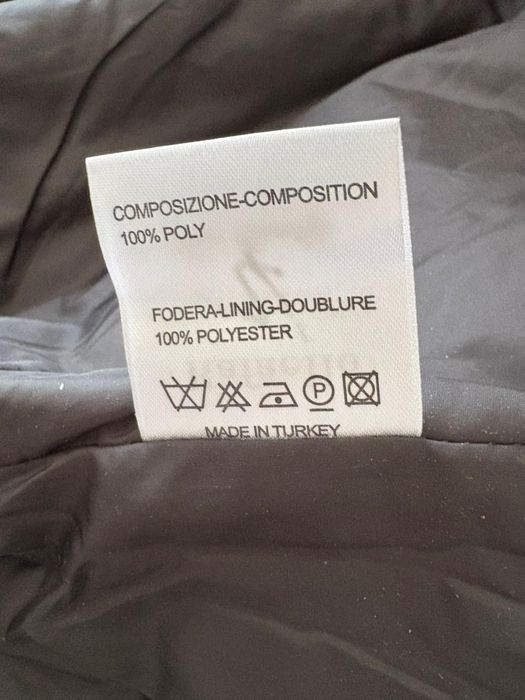 COMPOSIZIONE-COMPOSITION
100% POLY
FODERA-LINING-DOUBLURE
100% POLYESTER
P
MADE IN TURKEY